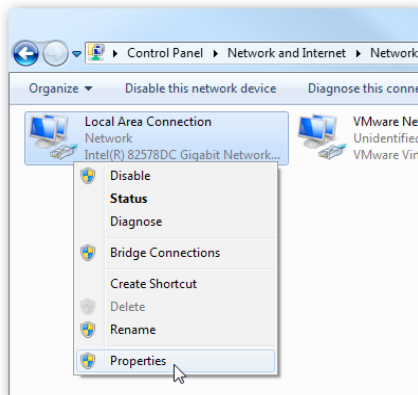 Control Panel Network and Internet Network
Organize Disable this network device Diagnose this conne
Local Area Connection
Network
Intel(R) 82578DC Gigabit Network...
VMware Ne
Unidentified
VMware Vir
Disable
Status
Diagnose
Bridge Connections
Create Shortcut
Delete
Rename
Properties